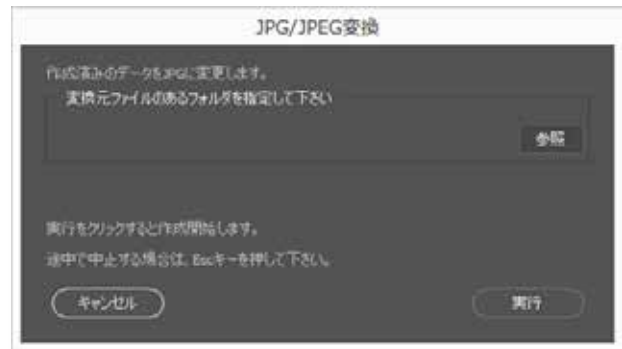 JPG/JPEG変換
作成済みのデータをJPGに変更します。
変換元ファイルのあるフォルダを指定して下さい
参照
実行をクリックすると作成開始します。
途中で中止する場合は、Escキーを押して下さい。
キャンセル
実行